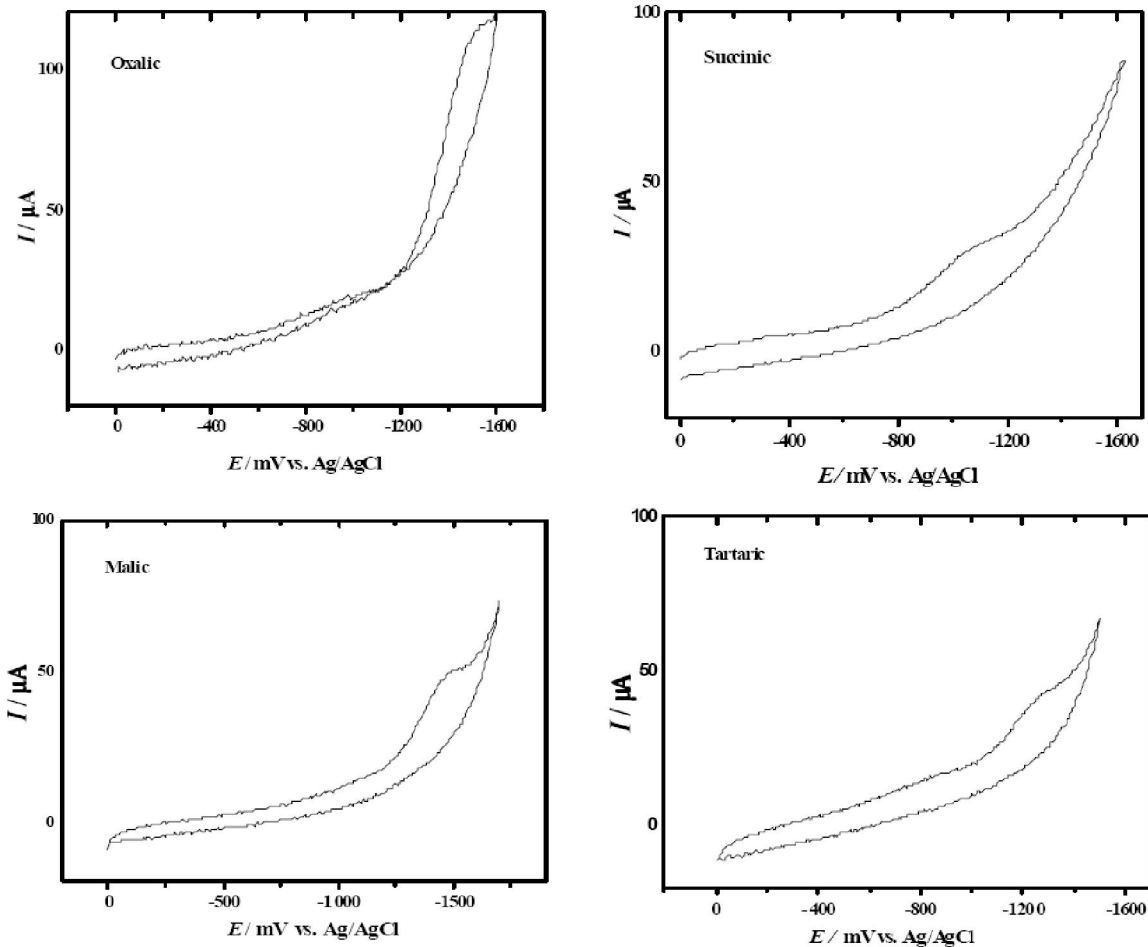 Oxalic
100
50
0
I / µA
0 -400 -800 -1200 -1600
E / mV vs. Ag/AgCl
Succinic
100
50
0
I / µA
0 -400 -800 -1200 -1600
E / mV vs. Ag/AgCl
Malic
100
50
0
I / µA
0 -500 -1000 -1500
E / mV vs. Ag/AgCl
Tartaric
100
50
0
I / µA
0 -400 -800 -1200 -1600
E / mV vs. Ag/AgCl